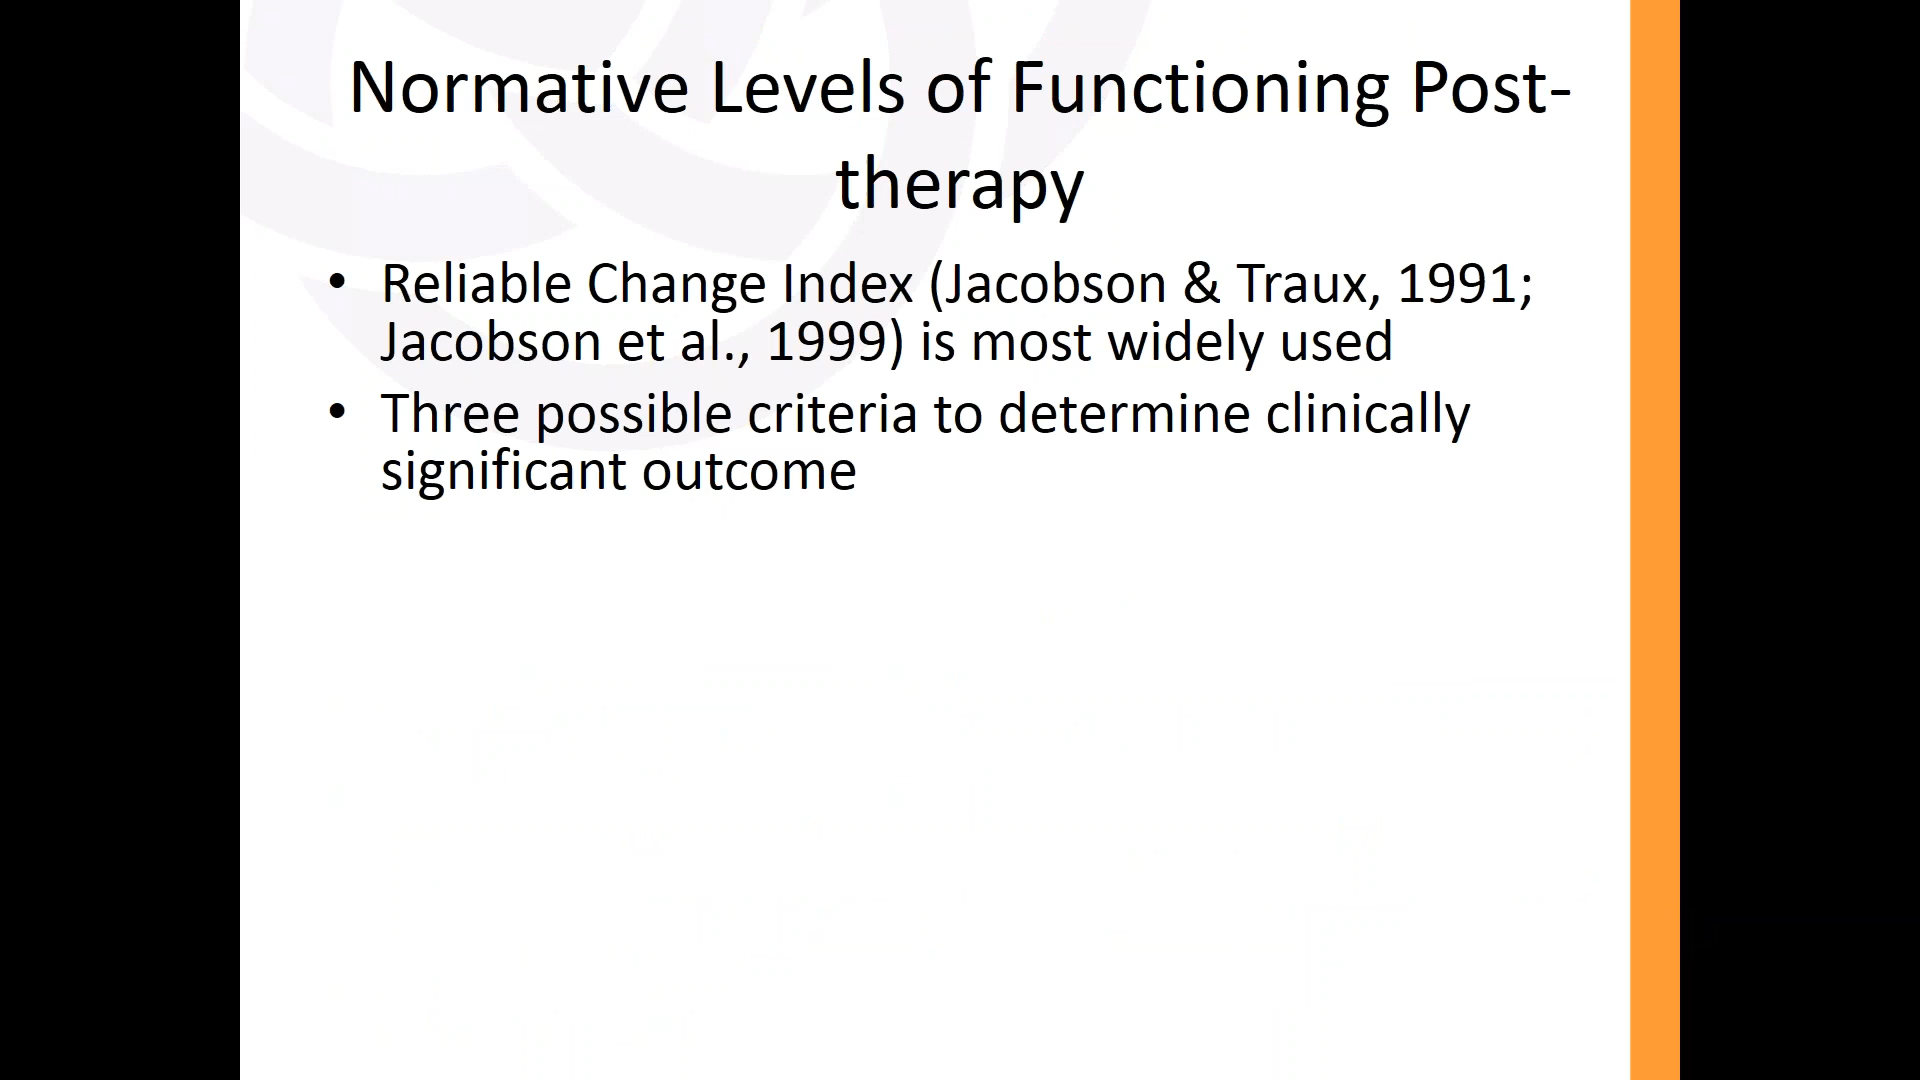 Normative Levels of Functioning Post-
therapy
• Reliable Change Index (Jacobson & Traux, 1991;
Jacobson et al., 1999) is most widely used
• Three possible criteria to determine clinically
significant outcome